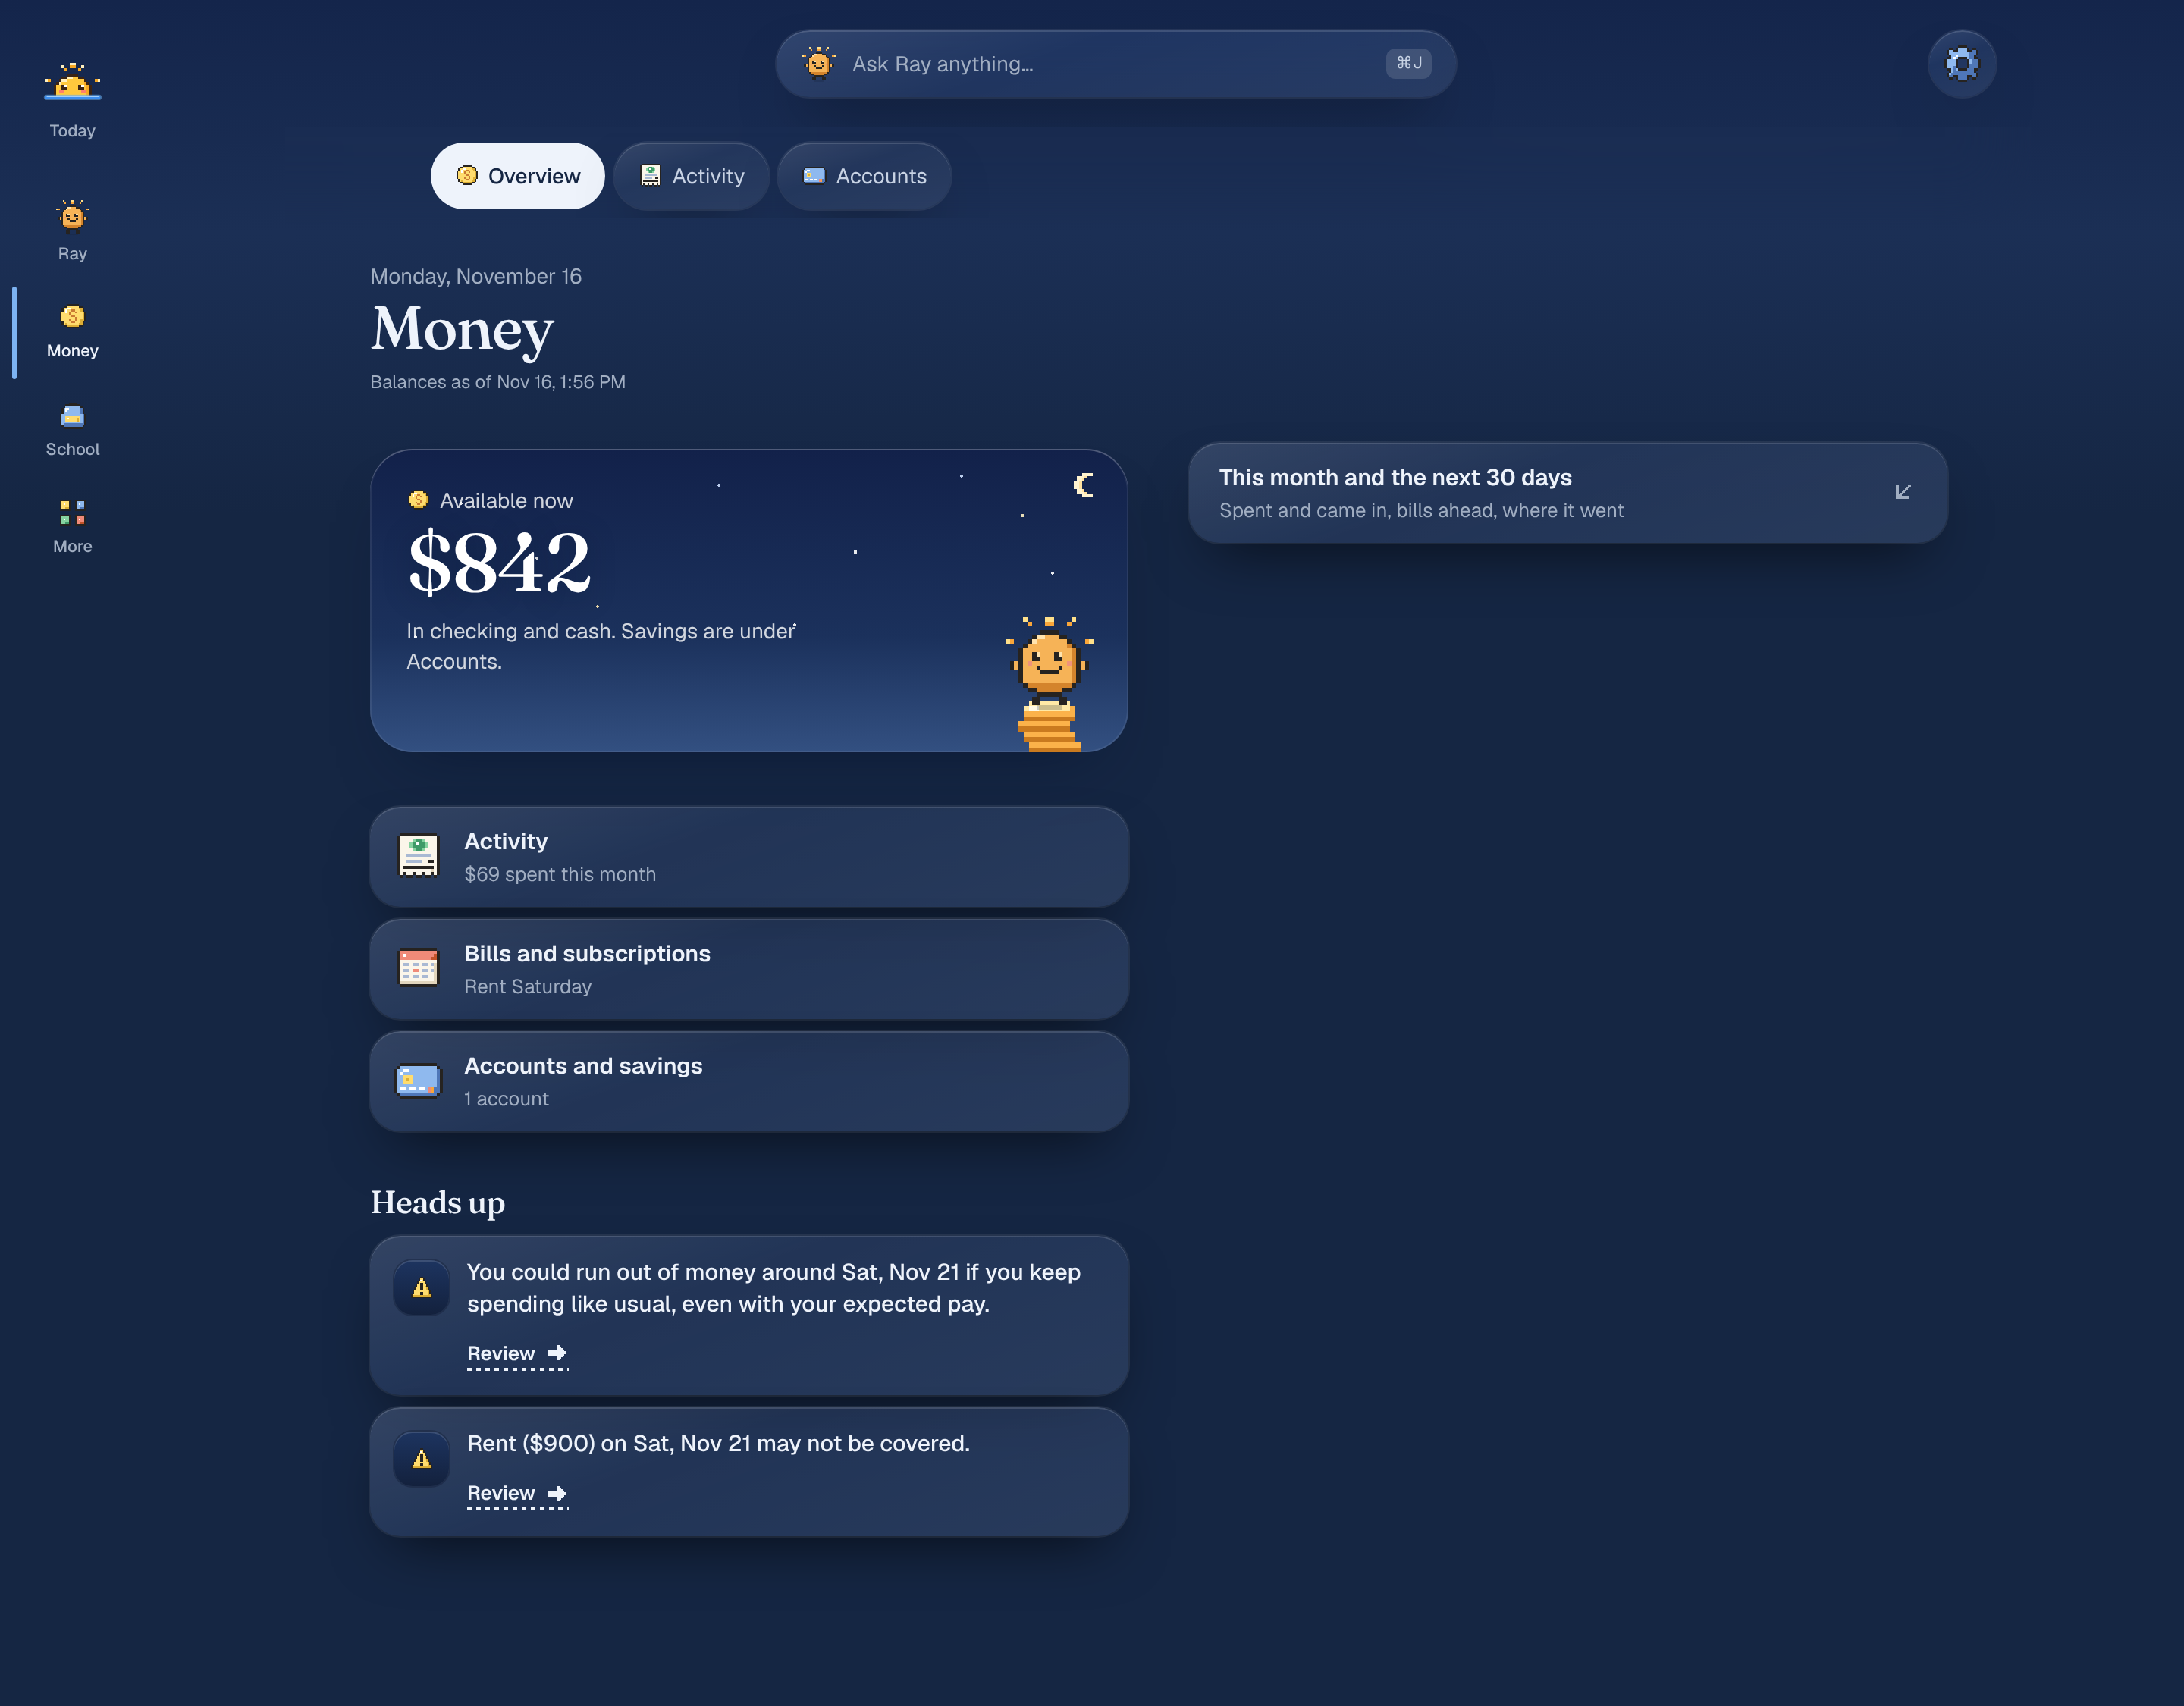 Ask Ray anything...
⌘J
Today
Ray
Money
School
More
Overview
Activity
Accounts
Monday, November 16
Money
Balances as of Nov 16, 1:56 PM
Available now
$842
In checking and cash. Savings are under
Accounts.
This month and the next 30 days
Spent and came in, bills ahead, where it went
Activity
$69 spent this month
Bills and subscriptions
Rent Saturday
Accounts and savings
1 account
Heads up
You could run out of money around Sat, Nov 21 if you keep
spending like usual, even with your expected pay.
Review
Rent ($900) on Sat, Nov 21 may not be covered.
Review